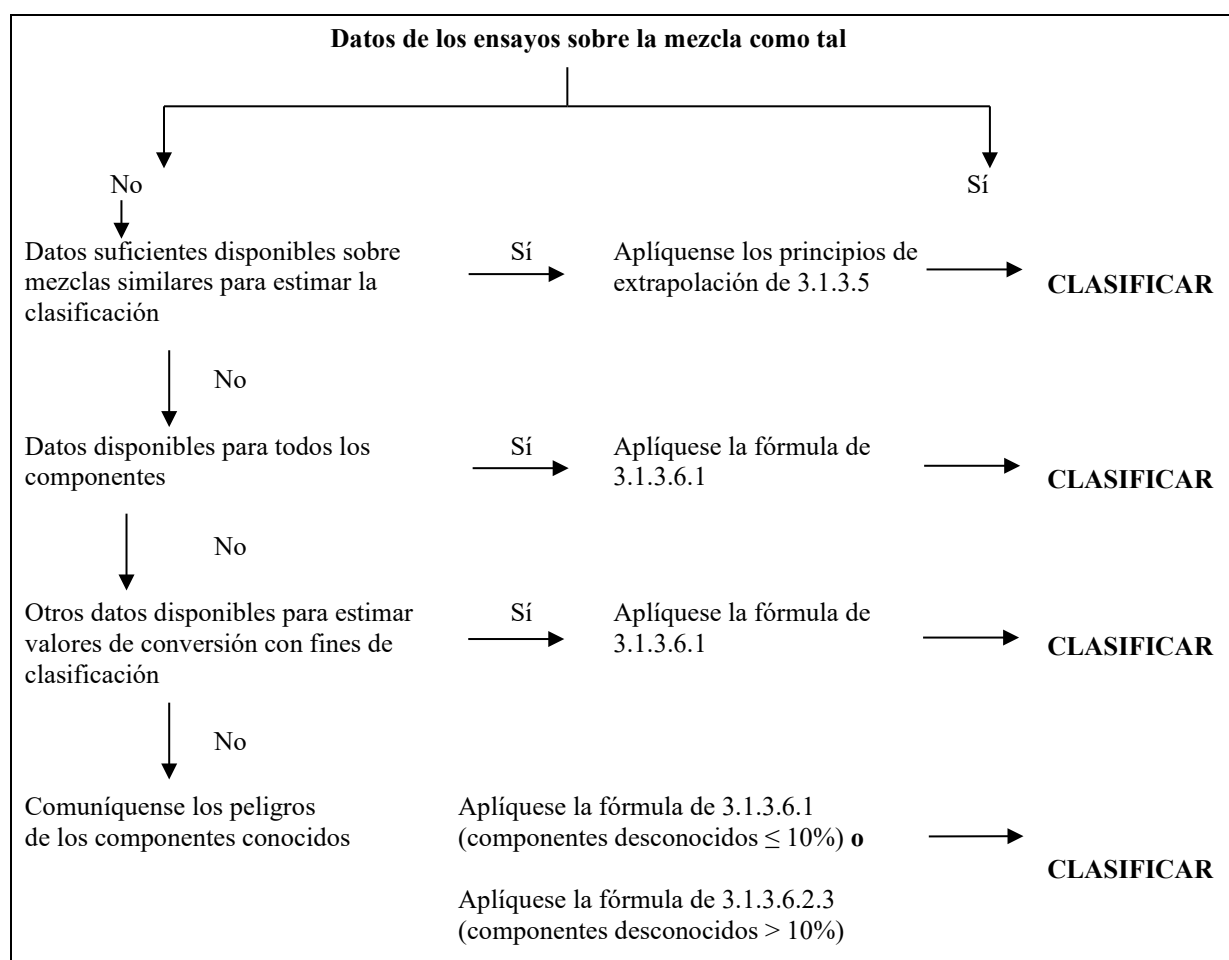 Datos de los ensayos sobre la mezcla como tal
No
Sí
Datos suficientes disponibles sobre
mezclas similares para estimar la
clasificación
Sí
Aplíquense los principios de
extrapolación de 3.1.3.5
CLASIFICAR
No
Datos disponibles para todos los
componentes
Sí
Aplíquese la fórmula de
3.1.3.6.1
CLASIFICAR
No
Otros datos disponibles para estimar
valores de conversión con fines de
clasificación
Sí
Aplíquese la fórmula de
3.1.3.6.1
CLASIFICAR
No
Comuníquense los peligros
de los componentes conocidos
Aplíquese la fórmula de 3.1.3.6.1
(componentes desconocidos ≤ 10%) o
Aplíquese la fórmula de 3.1.3.6.2.3
(componentes desconocidos > 10%)
CLASIFICAR